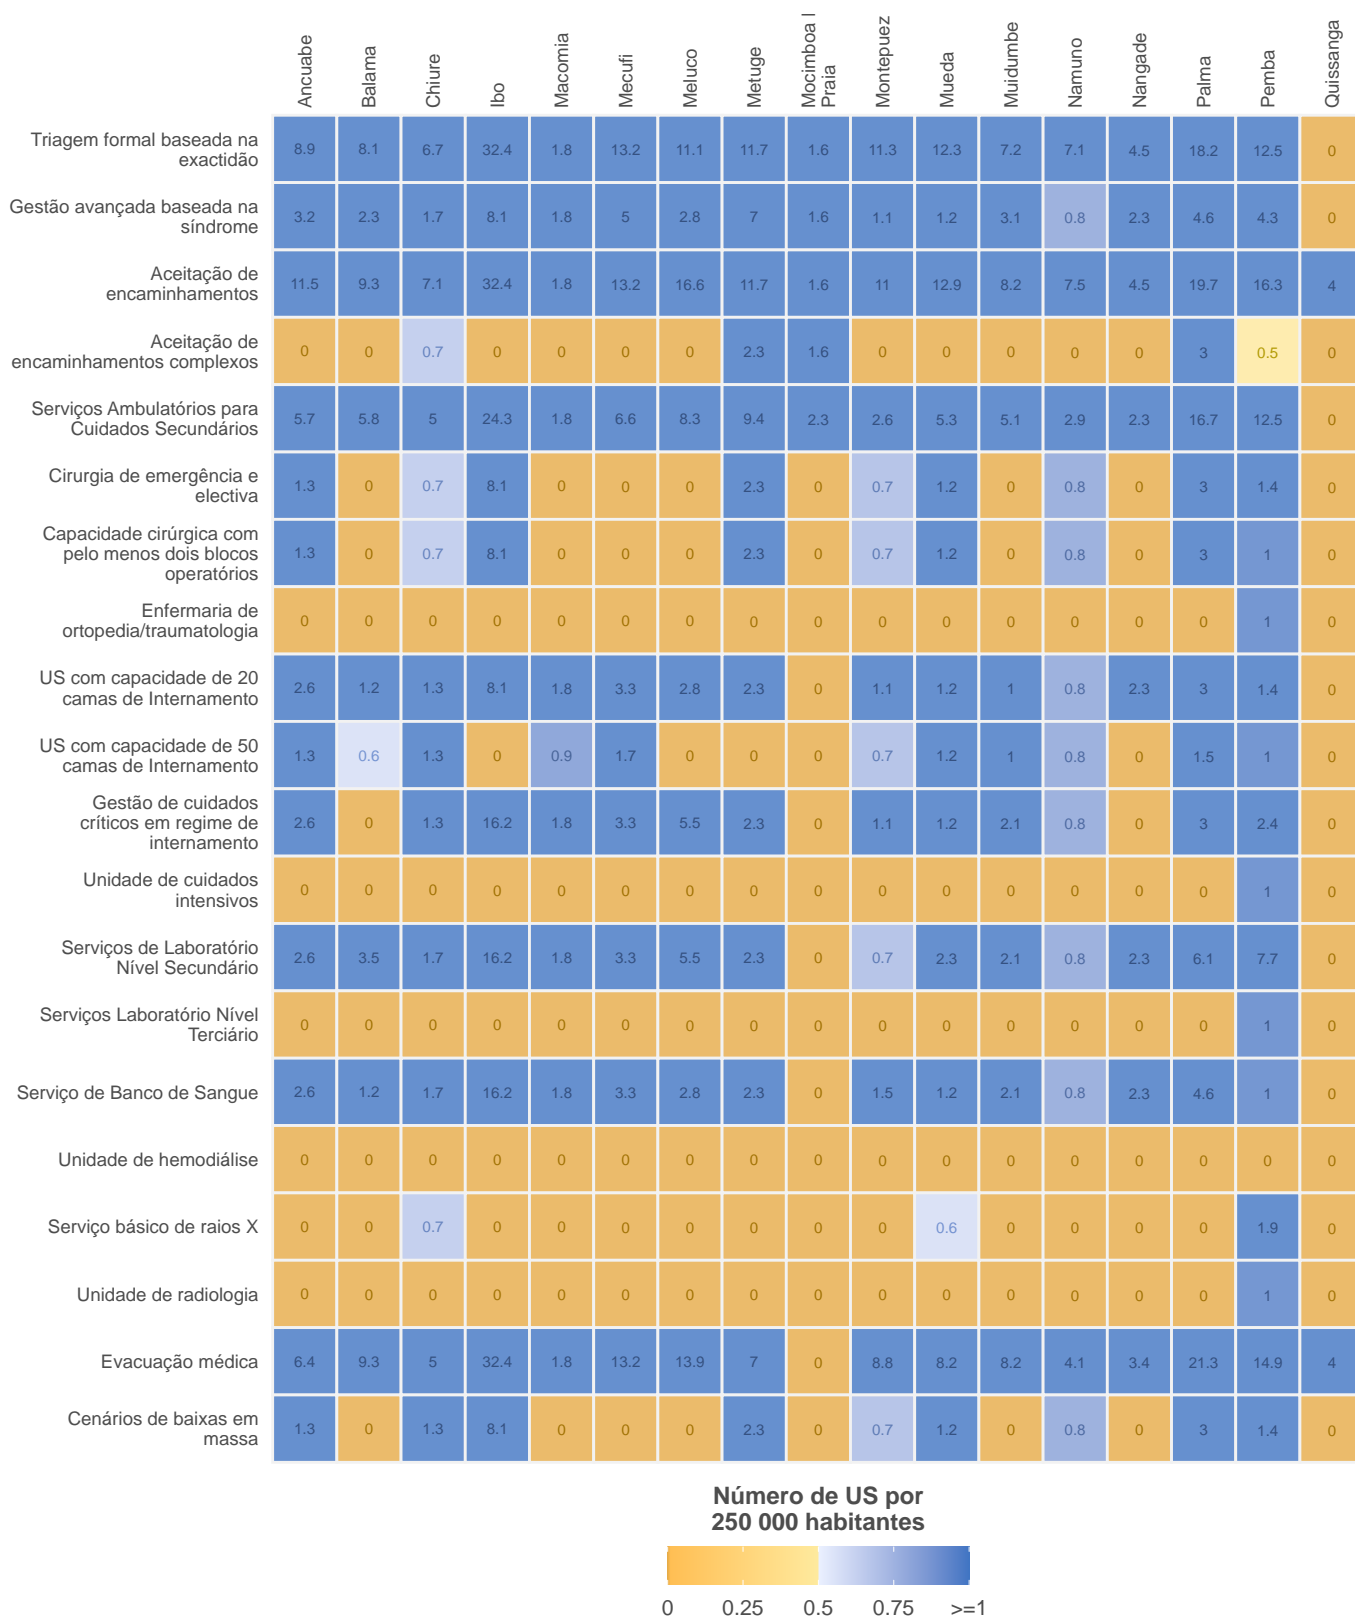 Ancuabe
Balama
Chiure
Ibo
Macomia
Mecufi
Meluco
Metuge
Mocimboa I
Praia
Montepuez
Mueda
Muidumbe
Namuno
Nangade
Palma
Pemba
Quissanga
Triagem formal baseada na
exactidão
8.9 8.1 6.7 32.4 1.8 13.2 11.1 11.7 1.6 11.3 12.3 7.2 7.1 4.5 18.2 12.5 0
Gestão avançada baseada na
síndrome
3.2 2.3 1.7 8.1 1.8 5 2.8 7 1.6 1.1 1.2 3.1 0.8 2.3 4.6 4.3 0
Aceitação de
encaminhamentos
11.5 9.3 7.1 32.4 1.8 13.2 16.6 11.7 1.6 11 12.9 8.2 7.5 4.5 19.7 16.3 4
Aceitação de
encaminhamentos complexos
0 0 0.7 0 0 0 0 2.3 1.6 0 0 0 0 0 3 0.5 0
Serviços Ambulatórios para
Cuidados Secundários
5.7 5.8 5 24.3 1.8 6.6 8.3 9.4 2.3 2.6 5.3 5.1 2.9 2.3 16.7 12.5 0
Cirurgia de emergência e
electiva
1.3 0 0.7 8.1 0 0 0 2.3 0 0.7 1.2 0 0.8 0 3 1.4 0
Capacidade cirúrgica com
pelo menos dois blocos
operatórios
1.3 0 0.7 8.1 0 0 0 2.3 0 0.7 1.2 0 0.8 0 3 1 0
Enfermaria de
ortopedia/traumatologia
0 0 0 0 0 0 0 0 0 0 0 0 0 0 0 1 0
US com capacidade de 20
camas de Internamento
2.6 1.2 1.3 8.1 1.8 3.3 2.8 2.3 0 1.1 1.2 1 0.8 2.3 3 1.4 0
US com capacidade de 50
camas de Internamento
1.3 0.6 1.3 0 0.9 1.7 0 0 0 0.7 1.2 1 0.8 0 1.5 1 0
Gestão de cuidados
críticos em regime de
internamento
2.6 0 1.3 16.2 1.8 3.3 5.5 2.3 0 1.1 1.2 2.1 0.8 0 3 2.4 0
Unidade de cuidados
intensivos
0 0 0 0 0 0 0 0 0 0 0 0 0 0 0 1 0
Serviços de Laboratório
Nível Secundário
2.6 3.5 1.7 16.2 1.8 3.3 5.5 2.3 0 0.7 2.3 2.1 0.8 2.3 6.1 7.7 0
Serviços Laboratório Nível
Terciário
0 0 0 0 0 0 0 0 0 0 0 0 0 0 0 1 0
Serviço de Banco de Sangue
2.6 1.2 1.7 16.2 1.8 3.3 2.8 2.3 0 1.5 1.2 2.1 0.8 2.3 4.6 1 0
Unidade de hemodiálise
0 0 0 0 0 0 0 0 0 0 0 0 0 0 0 0 0
Serviço básico de raios X
0 0 0.7 0 0 0 0 0 0 0 0.6 0 0 0 0 1.9 0
Unidade de radiologia
0 0 0 0 0 0 0 0 0 0 0 0 0 0 0 1 0
Evacuação médica
6.4 9.3 5 32.4 1.8 13.2 13.9 7 0 8.8 8.2 8.2 4.1 3.4 21.3 14.9 4
Cenários de baixas em
massa
1.3 0 1.3 8.1 0 0 0 2.3 0 0.7 1.2 0 0.8 0 3 1.4 0
Número de US por
250 000 habitantes
0 0.25 0.5 0.75 >=1